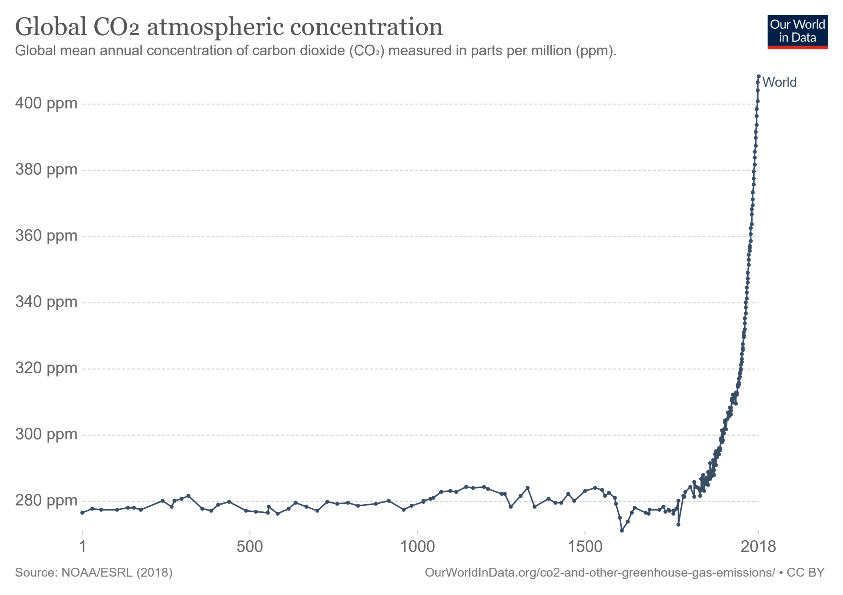 Global CO2 atmospheric concentration
Our World
in Data
Global mean annual concentration of carbon dioxide (CO₂) measured in parts per million (ppm).
World
400 ppm
380 ppm
360 ppm
340 ppm
320 ppm
300 ppm
280 ppm
1 500 1000 1500 2018
Source: NOAA/ESRL (2018) OurWorldInData.org/co2-and-other-greenhouse-gas-emissions/ • CC BY